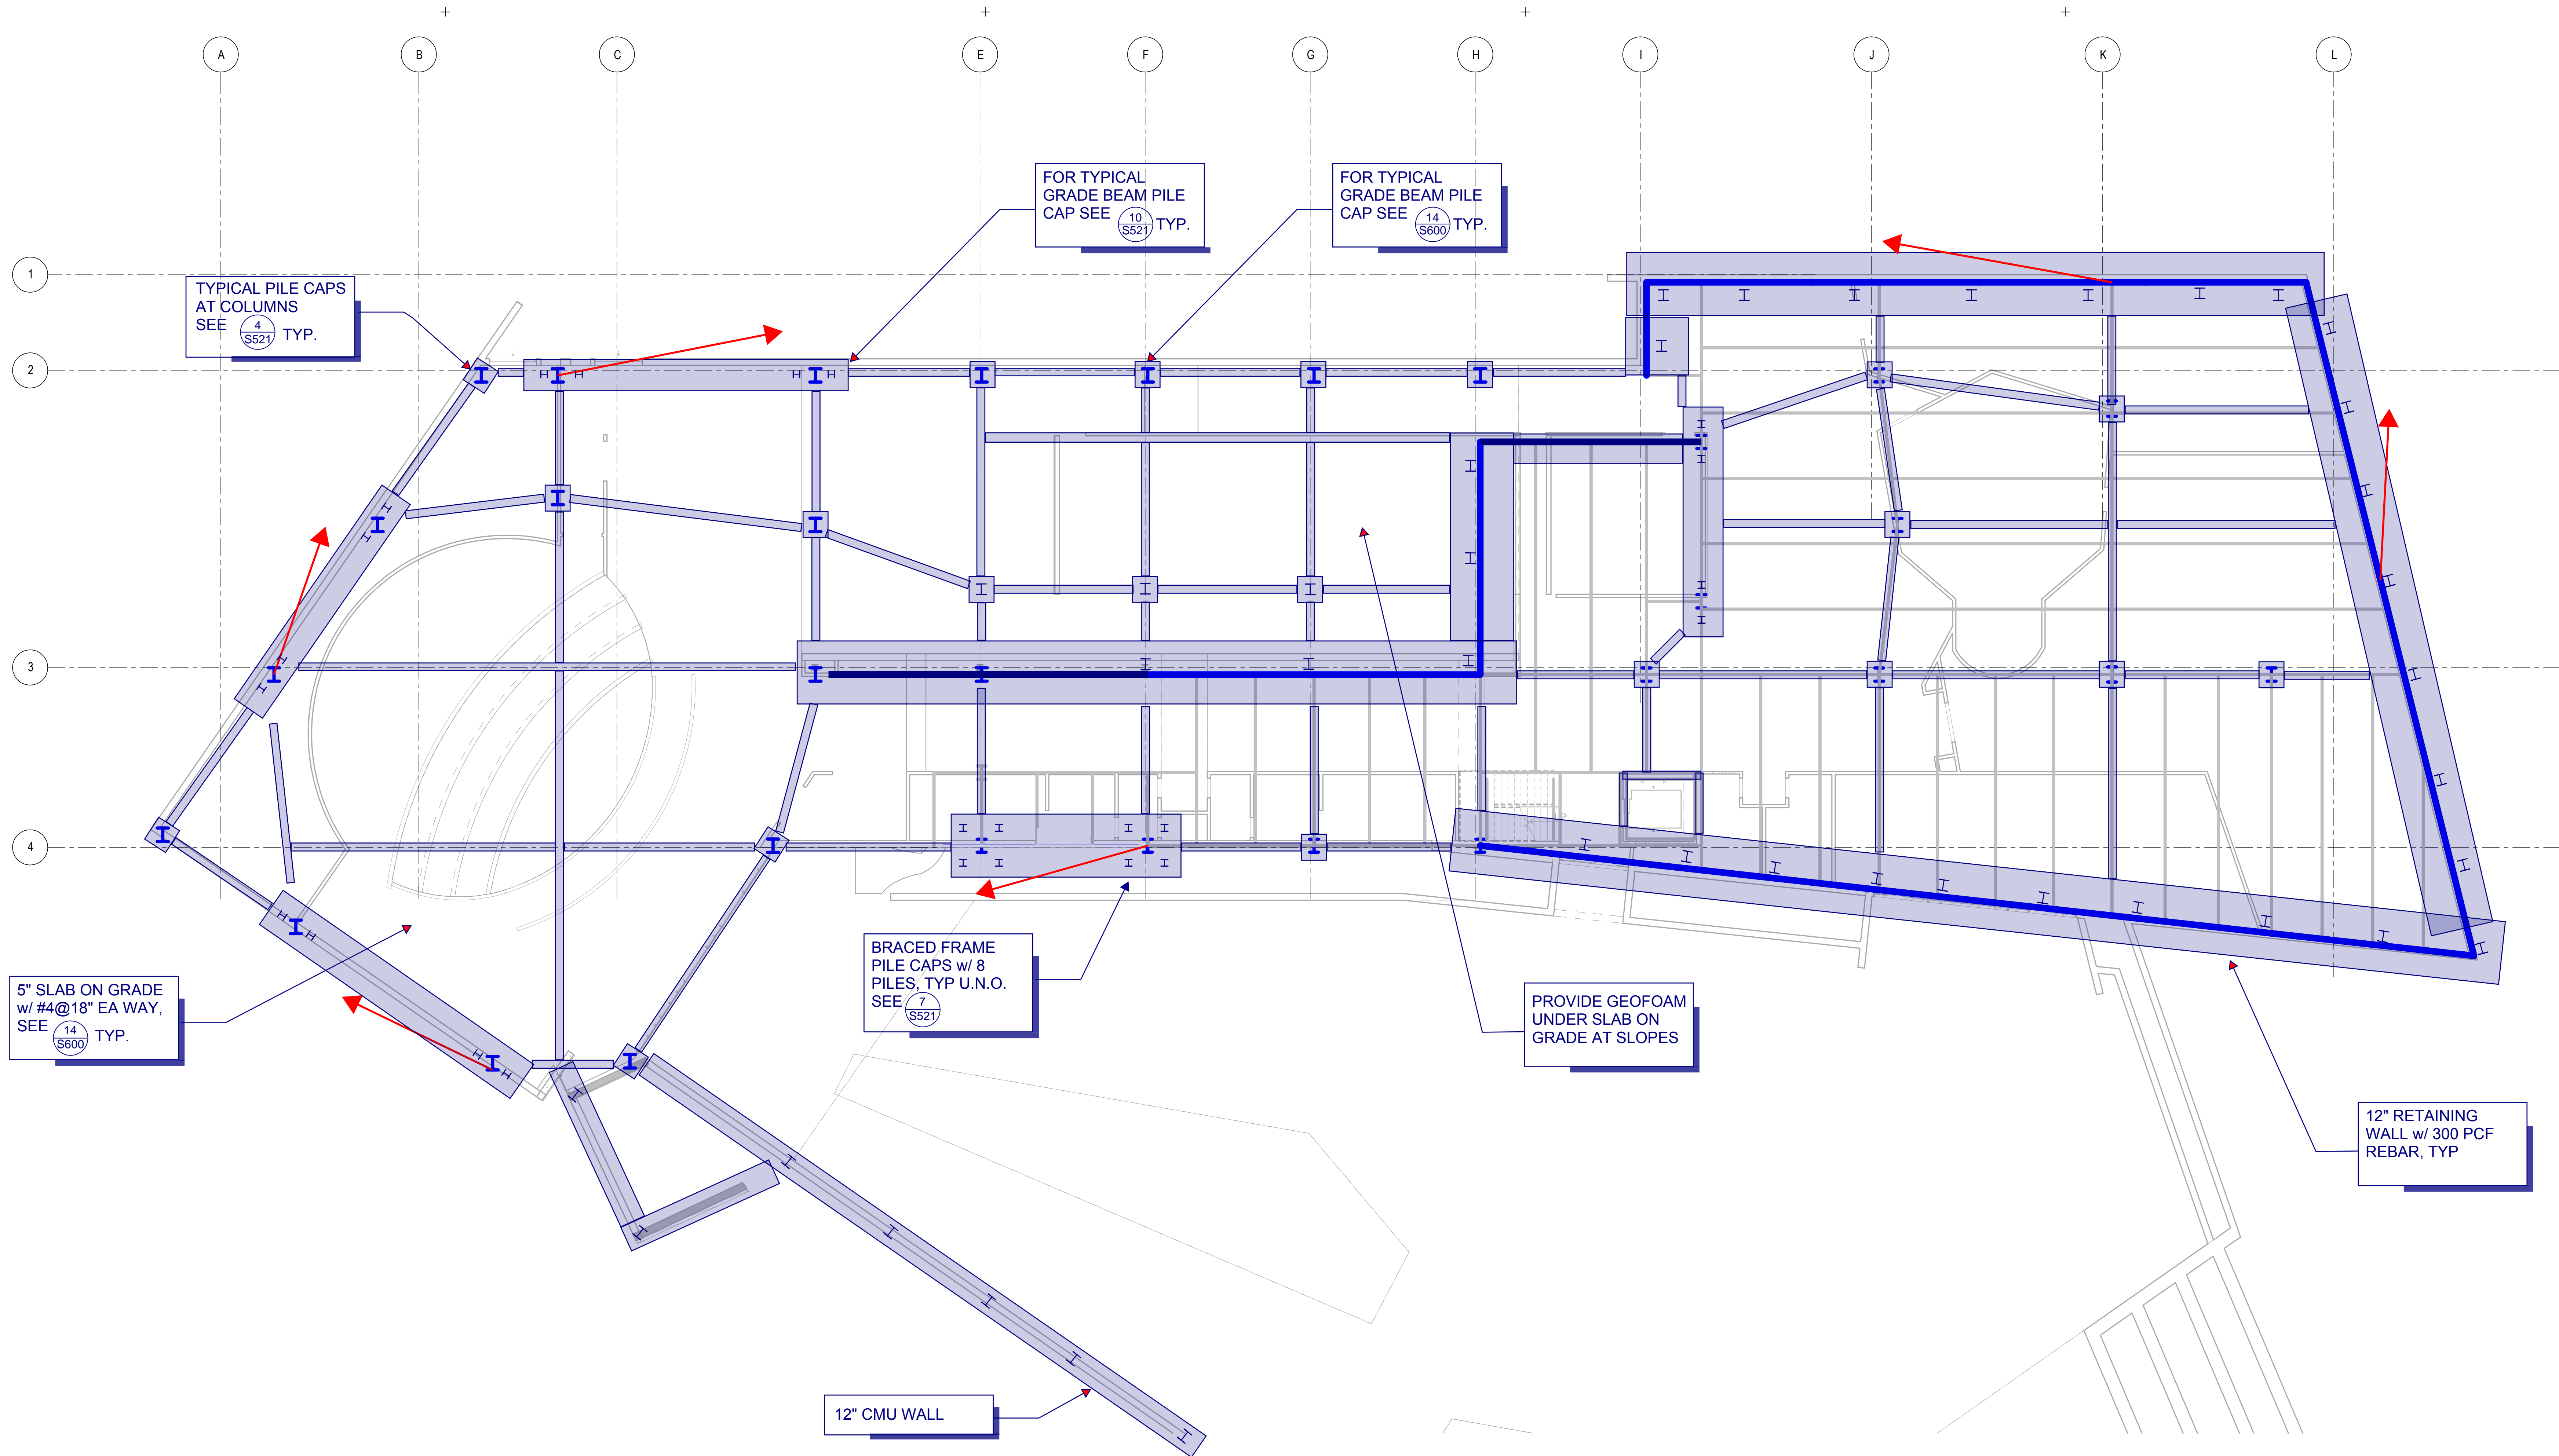 A B C E F G H I J K L
FOR TYPICAL
GRADE BEAM PILE
CAP SEE 10 TYP.
S521
FOR TYPICAL
GRADE BEAM PILE
CAP SEE 14 TYP.
S600
1
TYPICAL PILE CAPS
AT COLUMNS
SEE 4 TYP.
S521
2
3
4
BRACED FRAME
PILE CAPS w/ 8
PILES, TYP U.N.O.
SEE 7
S521
5" SLAB ON GRADE
w/ #4@18" EA WAY,
SEE 14 TYP.
S600
PROVIDE GEOFOAM
UNDER SLAB ON
GRADE AT SLOPES
12" RETAINING
WALL w/ 300 PCF
REBAR, TYP
12" CMU WALL